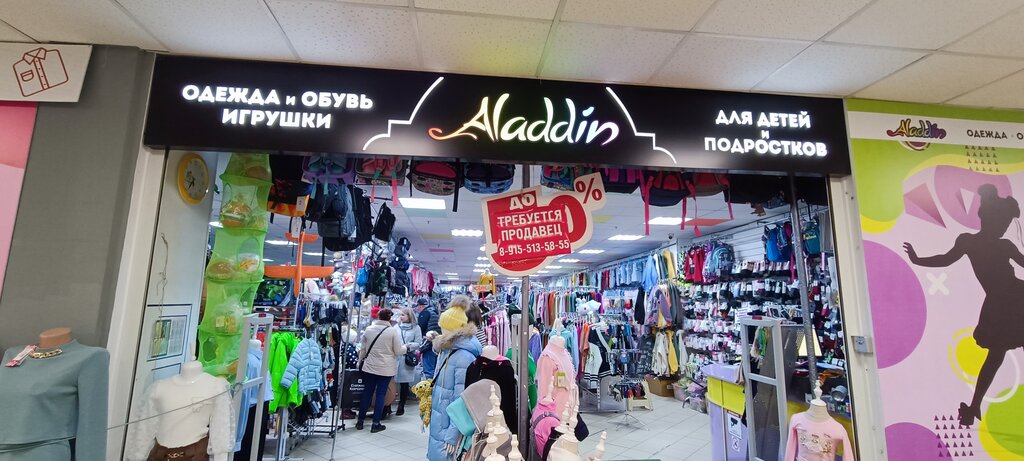 ОДЕЖДА и ОБУВЬ
ИГРУШКИ
Aladdin
ДЛЯ ДЕТЕЙ
и
ПОДРОСТКОВ
Aladdin
ОДЕЖДА
ДО
%
ТРЕБУЕТСЯ
ПРОДАВЕЦ
8-915-513-58-55